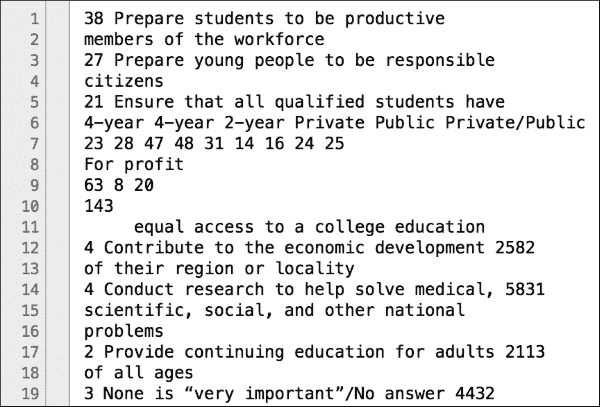 1 38 Prepare students to be productive
2 members of the workforce
3 27 Prepare young people to be responsible
4 citizens
5 21 Ensure that all qualified students have
6 4-year 4-year 2-year Private Public Private/Public
7 23 28 47 48 31 14 16 24 25
8 For profit
9 63 8 20
10 143
11 equal access to a college education
12 4 Contribute to the economic development 2582
13 of their region or locality
14 4 Conduct research to help solve medical, 5831
15 scientific, social, and other national
16 problems
17 2 Provide continuing education for adults 2113
18 of all ages
19 3 None is “very important”/No answer 4432